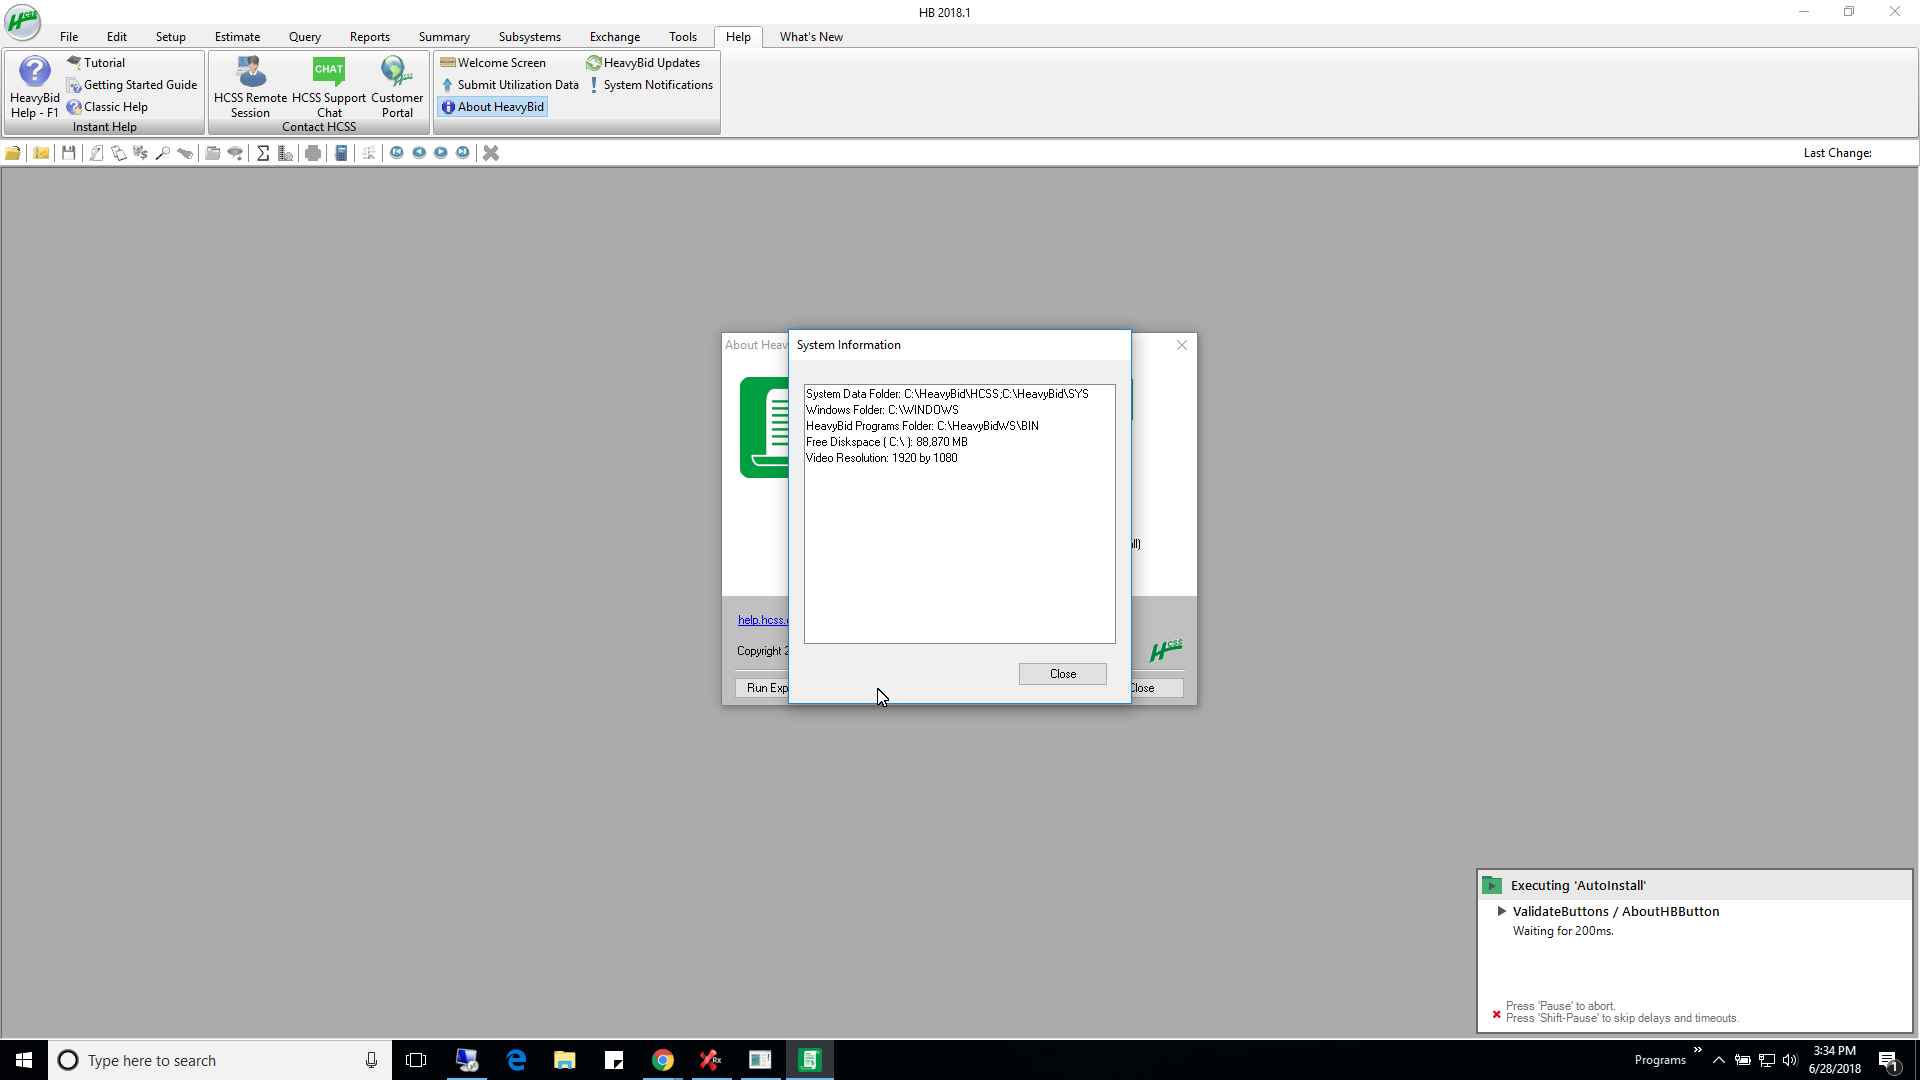 HB 2018.1
File Edit Setup Estimate Query Reports Summary Subsystems Exchange Tools Help What's New
HeavyBid
Help - F1
Tutorial
Getting Started Guide
Classic Help
Instant Help
HCSS Remote
Session
CHAT
HCSS Support
Chat
Customer
Portal
Contact HCSS
Welcome Screen
Submit Utilization Data
About HeavyBid
HeavyBid Updates
System Notifications
Last Change:
About Heav
System Information
System Data Folder: C:\HeavyBid\HCSS;C:\HeavyBid\SYS
Windows Folder: C:\WINDOWS
HeavyBid Programs Folder: C:\HeavyBidWS\BIN
Free Diskspace ( C:\ ): 88,870 MB
Video Resolution: 1920 by 1080
help.hcss.
Copyright 2
HCSS
Run Exp
Close
Close
Executing 'AutoInstall'
ValidateButtons / AboutHBButton
Waiting for 200ms.
Press 'Pause' to abort.
Press 'Shift-Pause' to skip delays and timeouts.
Type here to search
Programs
3:34 PM
6/28/2018
1